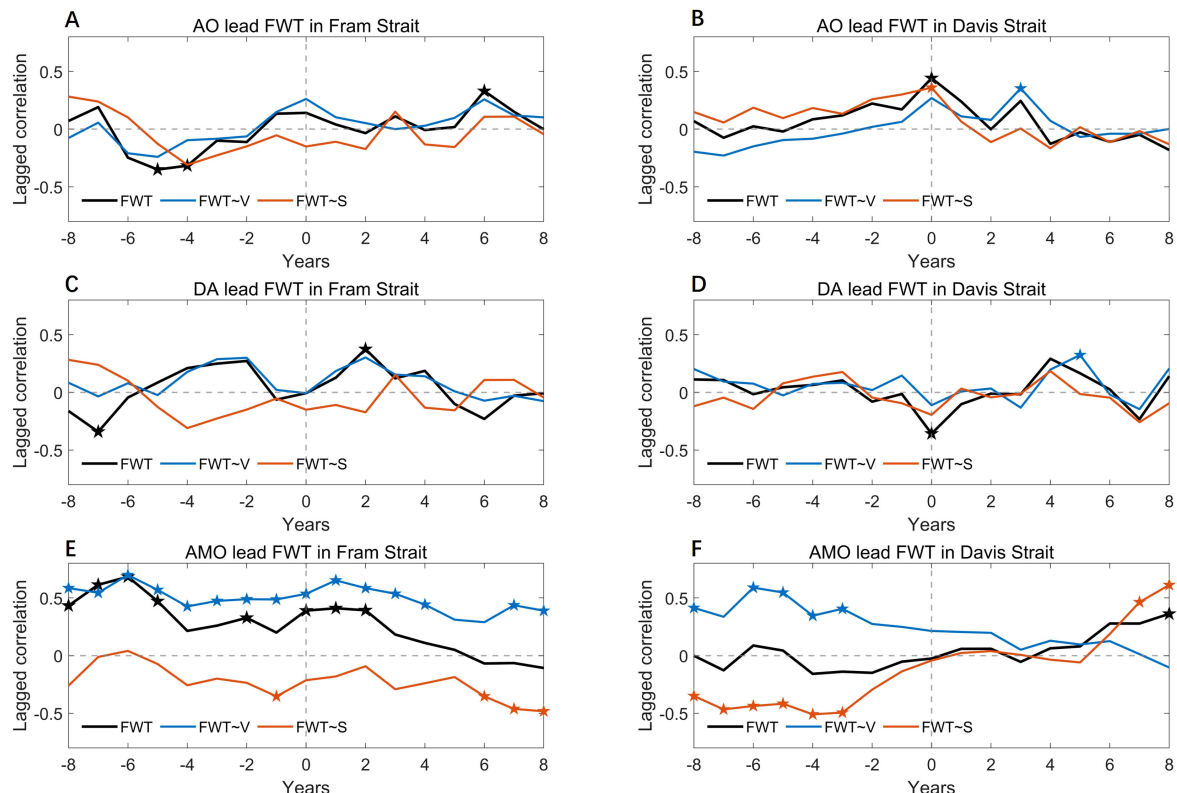 A
AO lead FWT in Fram Strait
Lagged correlation
0.5
0
-0.5
FWT FWT~V FWT~S
-8 -6 -4 -2 0 2 4 6 8
Years
B
AO lead FWT in Davis Strait
Lagged correlation
0.5
0
-0.5
FWT FWT~V FWT~S
-8 -6 -4 -2 0 2 4 6 8
Years
C
DA lead FWT in Fram Strait
Lagged correlation
0.5
0
-0.5
FWT FWT~V FWT~S
-8 -6 -4 -2 0 2 4 6 8
Years
D
DA lead FWT in Davis Strait
Lagged correlation
0.5
0
-0.5
FWT FWT~V FWT~S
-8 -6 -4 -2 0 2 4 6 8
Years
E
AMO lead FWT in Fram Strait
Lagged correlation
0.5
0
-0.5
FWT FWT~V FWT~S
-8 -6 -4 -2 0 2 4 6 8
Years
F
AMO lead FWT in Davis Strait
Lagged correlation
0.5
0
-0.5
FWT FWT~V FWT~S
-8 -6 -4 -2 0 2 4 6 8
Years